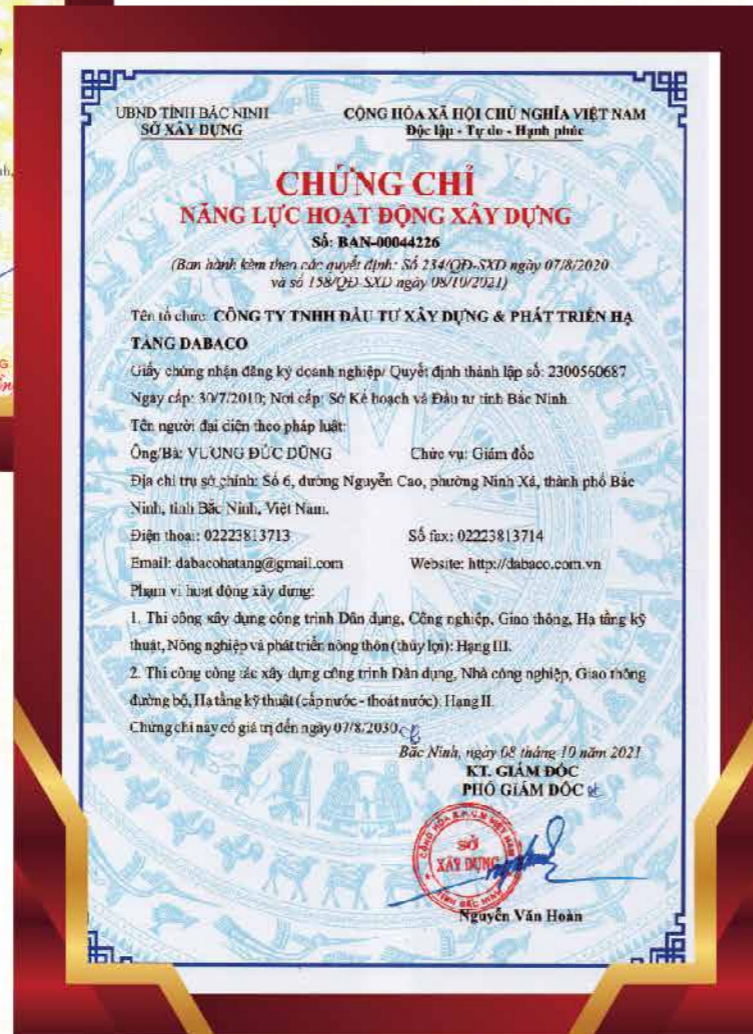 UBND TỈNH BẮC NINH
SỞ XÂY DỰNG
CỘNG HÒA XÃ HỘI CHỦ NGHĨA VIỆT NAM
Độc lập - Tự do - Hạnh phúc
CHỨNG CHỈ
NĂNG LỰC HOẠT ĐỘNG XÂY DỰNG
Số: BAN-00044226
(Ban hành kèm theo các quyết định: Số 234/QĐ-SXD ngày 07/8/2020
và số 158/QĐ-SXD ngày 08/10/2021)
Tên tổ chức: CÔNG TY TNHH ĐẦU TƯ XÂY DỰNG & PHÁT TRIỂN HẠ
TẦNG DABACO
Giấy chứng nhận đăng ký doanh nghiệp/ Quyết định thành lập số: 2300560687
Ngày cấp: 30/7/2010; Nơi cấp: Sở Kế hoạch và Đầu tư tỉnh Bắc Ninh
Tên người đại diện theo pháp luật:
Ông/Bà: VƯƠNG ĐỨC DŨNG Chức vụ: Giám đốc
Địa chỉ trụ sở chính: Số 6, đường Nguyễn Cao, phường Ninh Xá, thành phố Bắc
Ninh, tỉnh Bắc Ninh, Việt Nam.
Điện thoại: 02223813713 Số fax: 02223813714
Email: dabacohatang@gmail.com Website: http://dabaco.com.vn
Phạm vi hoạt động xây dựng:
1. Thi công xây dựng công trình Dân dụng, Công nghiệp, Giao thông, Hạ tầng kỹ
thuật, Nông nghiệp và phát triển nông thôn (thủy lợi): Hạng III.
2. Thi công công tác xây dựng công trình Dân dụng, Nhà công nghiệp, Giao thông
đường bộ, Hạ tầng kỹ thuật (cấp nước - thoát nước): Hạng II.
Chứng chỉ này có giá trị đến ngày 07/8/2030
Bắc Ninh, ngày 08 tháng 10 năm 2021
KT. GIÁM ĐỐC
PHÓ GIÁM ĐỐC
SỞ
XÂY DỰNG
TỈNH BẮC NINH
Nguyễn Văn Hoàn